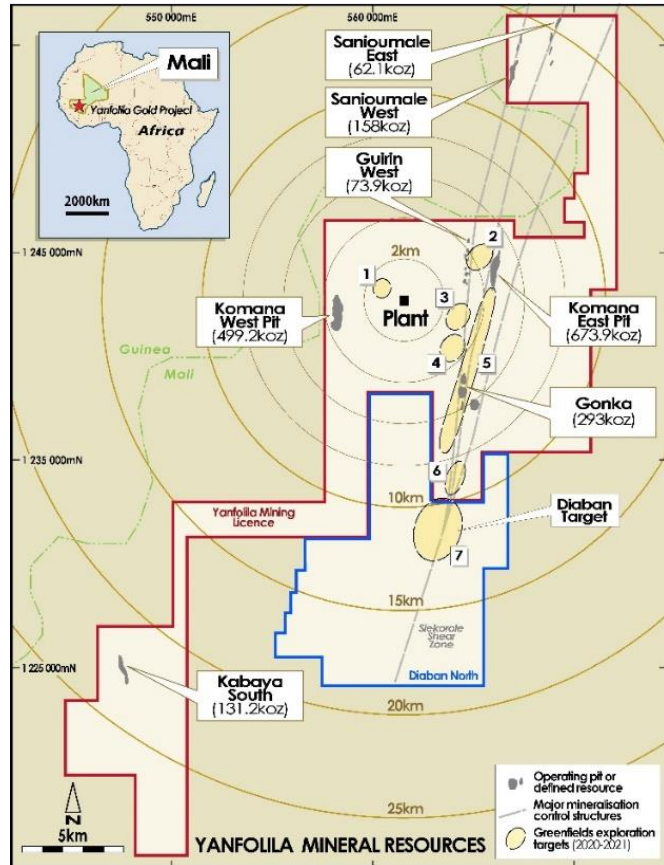 550 000mE
560 000mE
Mali
Yanfolila Gold Project
Africa
2000km
Sanioumale
East
(62.1koz)
Sanioumale
West
(158koz)
Guirin
West
(73.9koz)
1 245 000mN
2km
2
1
3
Komana
West Pit
(499.2koz)
Plant
Komana
East Pit
(673.9koz)
4
5
Guinea
Mali
Gonka
(293koz)
1 235 000mN
6
10km
Yanfolila Mining
Licence
Diaban
Target
7
15km
Siekorole
Shear
Zone
1 225 000mN
Diaban North
Kabaya
South
(131.2koz)
20km
N
5km
25km
Operating pit or
defined resource
Major mineralisation
control structures
Greenfields exploration
targets (2020-2021)
YANFOLILA MINERAL RESOURCES